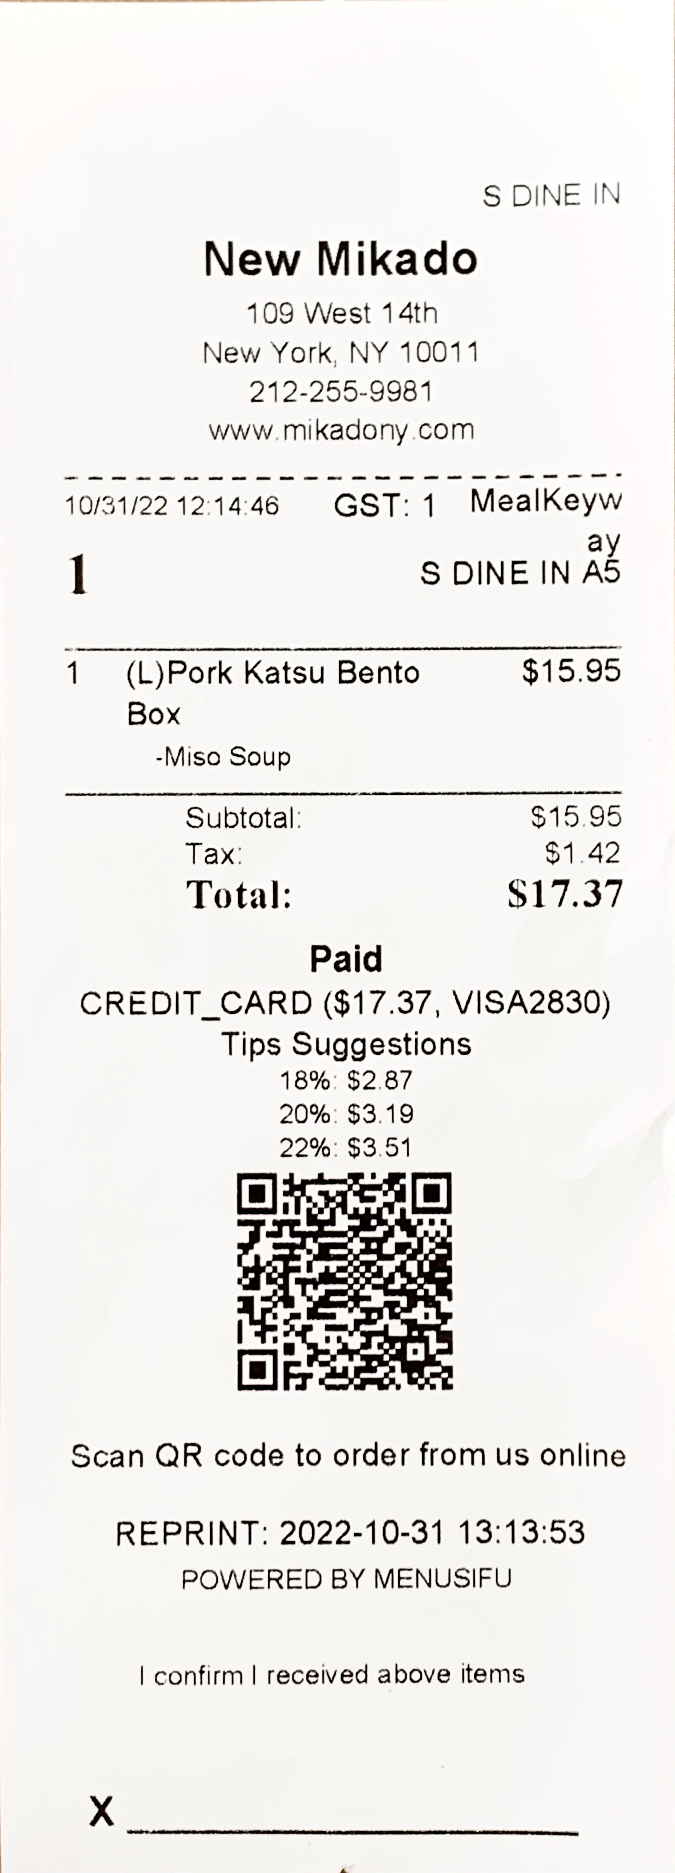 S DINE IN
New Mikado
109 West 14th
New York, NY 10011
212-255-9981
www.mikadony.com
10/31/22 12:14:46 GST: 1 MealKeyw
ay
1 S DINE IN A5
1 (L)Pork Katsu Bento $15.95
Box
-Miso Soup
Subtotal: $15.95
Tax: $1.42
Total: $17.37
Paid
CREDIT_CARD ($17.37, VISA2830)
Tips Suggestions
18%: $2.87
20%: $3.19
22%: $3.51
Scan QR code to order from us online
REPRINT: 2022-10-31 13:13:53
POWERED BY MENUSIFU
I confirm I received above items
X